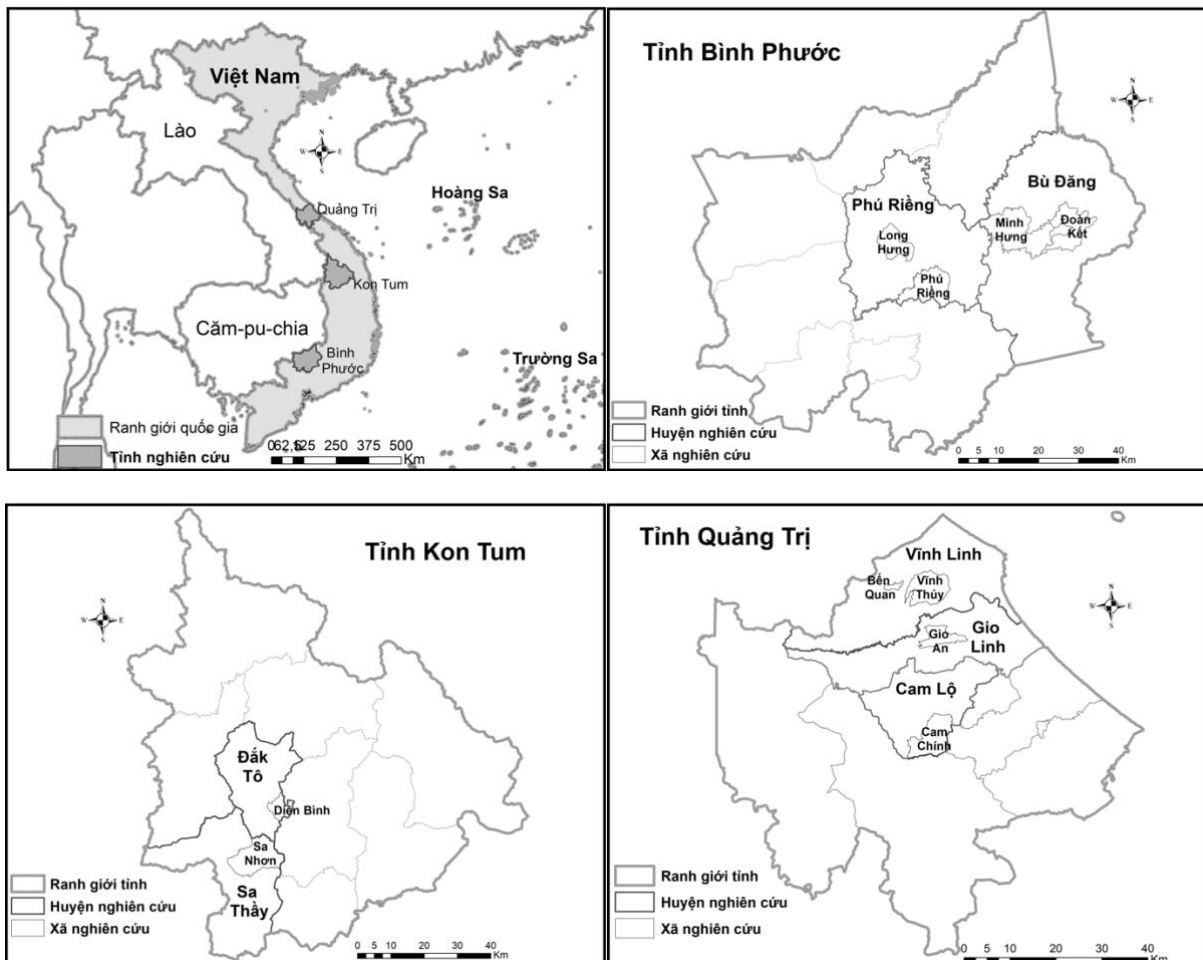 Việt Nam
Lào
N
W E
S
Hoàng Sa
Quảng Trị
Kon Tum
Căm-pu-chia
Bình
Phước
Trường Sa
Ranh giới quốc gia
Tỉnh nghiên cứu
250 375 500
Km
Tỉnh Bình Phước
N
W E
S
Bù Đăng
Phú Riềng
Minh
Hưng
Đoàn
Kết
Long
Hưng
Phú
Riềng
Ranh giới tỉnh
Huyện nghiên cứu
Xã nghiên cứu
0 5 10 20 30 40
Km
Tỉnh Kon Tum
N
W E
S
Đắk
Tô
Diên Bình
Sa
Nhơn
Sa
Thầy
Ranh giới tỉnh
Huyện nghiên cứu
Xã nghiên cứu
0 5 10 20 30 40
Km
Tỉnh Quảng Trị
N
W E
S
Vĩnh Linh
Bến
Quan
Vĩnh
Thủy
Gio
An
Gio
Linh
Cam Lộ
Cam
Chính
Ranh giới tỉnh
Huyện nghiên cứu
Xã nghiên cứu
0 5 10 20 30 40
Km